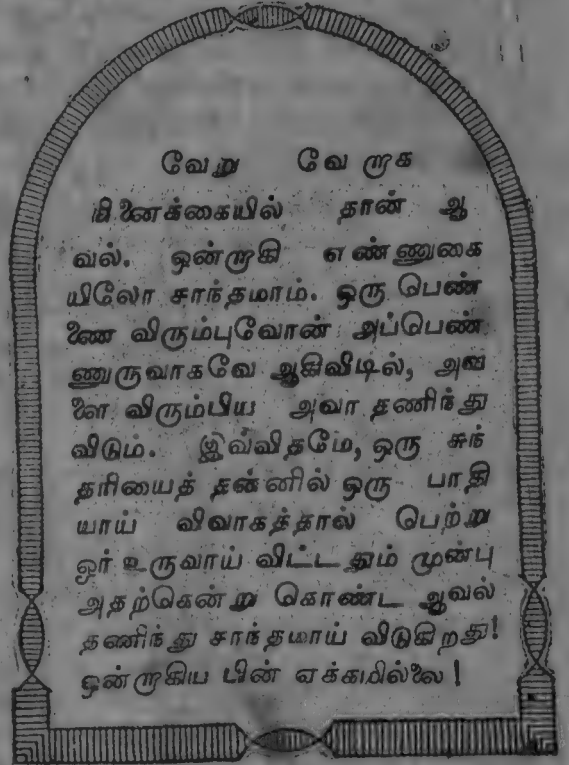 வேறு வேறாக
நினைக்கையில் தான் ஆ
வல். ஒன்றாகி எண்ணுகை
யிலோ சாந்தமாம். ஒரு பெண்
ணை விரும்புவோன் அப்பெண்
ணுருவாகவே ஆகிவிடில், அவ
ளை விரும்பிய அவா தணிந்து
விடும். இவ்விதமே, ஒரு சுந்
தரியைத் தன்னில் ஒரு பாதி
யாய் விவாகத்தால் பெற்று
ஓர் உருவாய் விட்டதும் முன்பு
அதற்கென்று கொண்ட ஆவல்
தணிந்து சாந்தமாய் விடுகிறது!
ஒன்றாகிய பின் ஏக்கமில்லை!